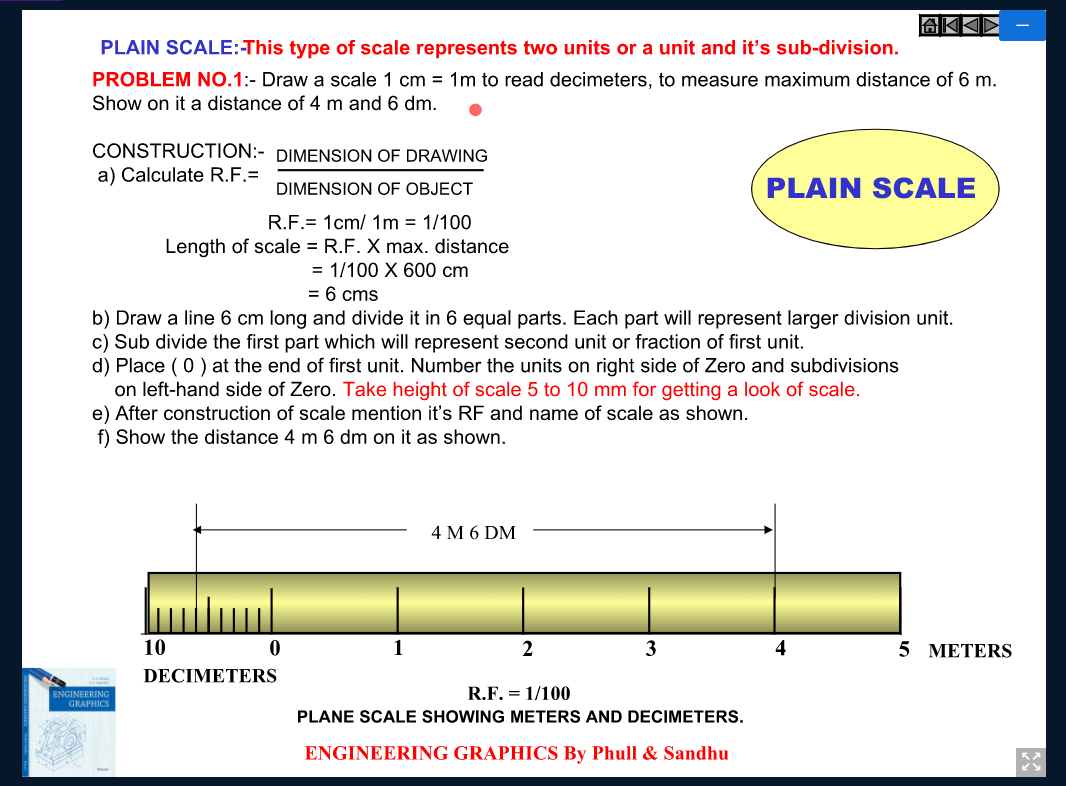 PLAIN SCALE:-This type of scale represents two units or a unit and it’s sub-division.
PROBLEM NO.1:- Draw a scale 1 cm = 1m to read decimeters, to measure maximum distance of 6 m.
Show on it a distance of 4 m and 6 dm.
CONSTRUCTION:- DIMENSION OF DRAWING
a) Calculate R.F.=
DIMENSION OF OBJECT
PLAIN SCALE
R.F.= 1cm/ 1m = 1/100
Length of scale = R.F. X max. distance
= 1/100 X 600 cm
= 6 cms
b) Draw a line 6 cm long and divide it in 6 equal parts. Each part will represent larger division unit.
c) Sub divide the first part which will represent second unit or fraction of first unit.
d) Place ( 0 ) at the end of first unit. Number the units on right side of Zero and subdivisions
on left-hand side of Zero. Take height of scale 5 to 10 mm for getting a look of scale.
e) After construction of scale mention it’s RF and name of scale as shown.
f) Show the distance 4 m 6 dm on it as shown.
4 M 6 DM
10 0 1 2 3 4 5 METERS
DECIMETERS
R.F. = 1/100
PLANE SCALE SHOWING METERS AND DECIMETERS.
ENGINEERING
GRAPHICS
ENGINEERING GRAPHICS By Phull & Sandhu